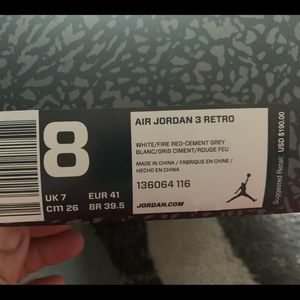 AIR JORDAN 3 RETRO
8
WHITE/FIRE RED-CEMENT GREY
BLANC/GRIS CIMENT/ROUGE FEU
MADE IN CHINA / FABRIQUE EN CHINE /
HECHO EN CHINA
136064 116
UK 7 EUR 41
CM 26 BR 39.5
JORDAN.COM
Suggested Retail: USD $190.00